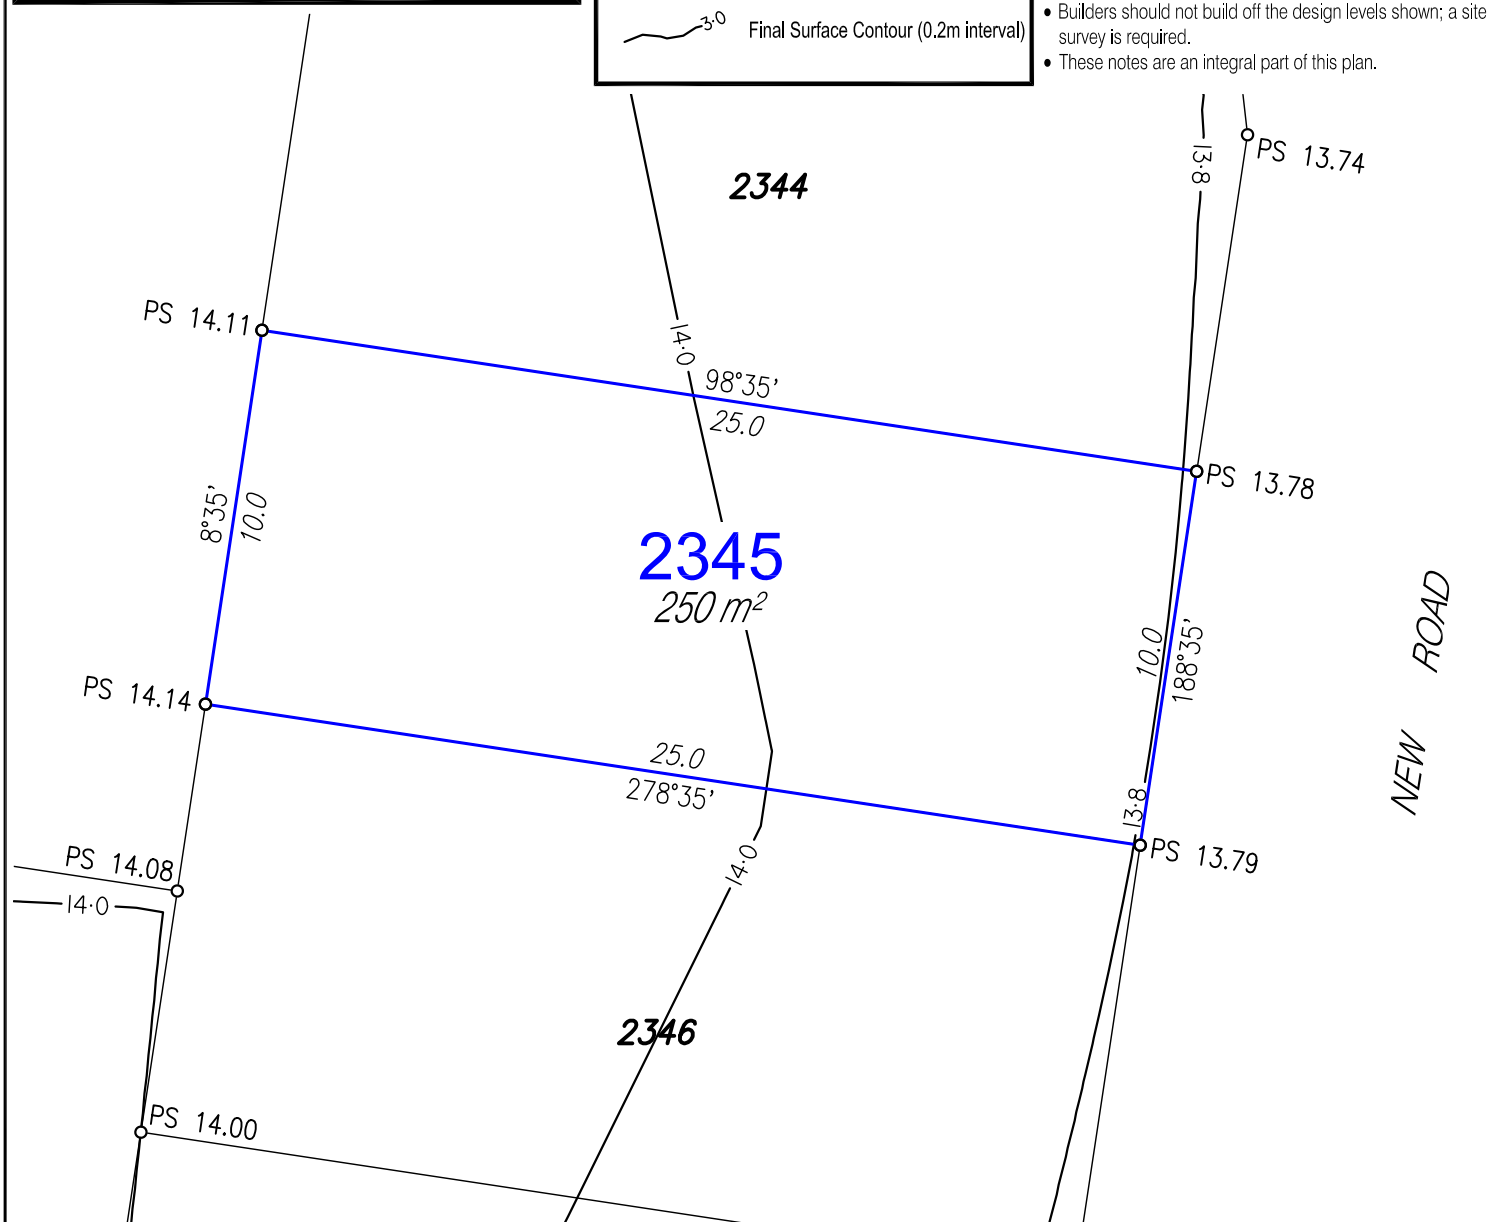 3·0 Final Surface Contour (0.2m interval)
• Builders should not build off the design levels shown; a site
survey is required.
• These notes are an integral part of this plan.
13·8
PS 13.74
2344
PS 14.11
14·0
98°35'
25.0
PS 13.78
8°35'
10.0
2345
250 m²
10.0
188°35'
NEW ROAD
PS 14.14
25.0
278°35'
13·8
PS 13.79
14·0
PS 14.08
14·0
2346
PS 14.00